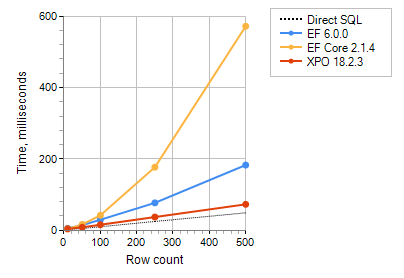 600
400
200
0
0
100
200
300
400
500
Time, milliseconds
Row count
Direct SQL
EF 6.0.0
EF Core 2.1.4
XPO 18.2.3